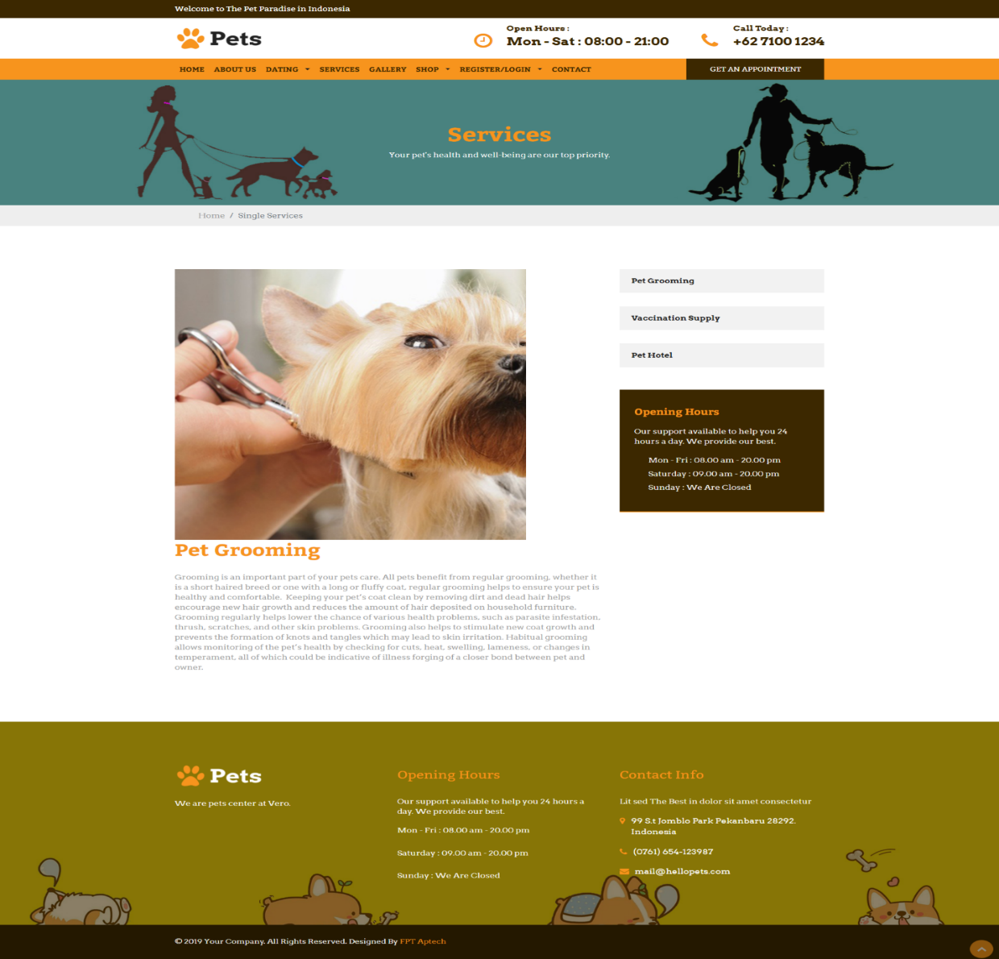 Welcome to The Pet Paradise in Indonesia
Pets
Open Hours :
Mon - Sat : 08:00 - 21:00
Call Today :
+62 7100 1234
HOME ABOUT US DATING SERVICES GALLERY SHOP REGISTER/LOGIN CONTACT
GET AN APPOINTMENT
Services
Your pet's health and well-being are our top priority.
Home / Single Services
Pet Grooming
Vaccination Supply
Pet Hotel
Opening Hours
Our support available to help you 24
hours a day. We provide our best.
Mon - Fri : 08.00 am - 20.00 pm
Saturday : 09.00 am - 20.00 pm
Sunday : We Are Closed
Pet Grooming
Grooming is an important part of your pets care. All pets benefit from regular grooming, whether it
is a short haired breed or one with a long or fluffy coat, regular grooming helps to ensure your pet is
healthy and comfortable. Keeping your pet's coat clean by removing dirt and dead hair helps
encourage new hair growth and reduces the amount of hair deposited on household furniture.
Grooming regularly helps lower the chance of various health problems, such as parasite infestation,
thrush, scratches, and other skin problems. Grooming also helps to stimulate new coat growth and
prevents the formation of knots and tangles which may lead to skin irritation. Habitual grooming
allows monitoring of the pet's health by checking for cuts, heat, swelling, lameness, or changes in
temperament, all of which could be indicative of illness forging of a closer bond between pet and
owner.
Pets
We are pets center at Vero.
Opening Hours
Our support available to help you 24 hours a
day. We provide our best.
Mon - Fri : 08.00 am - 20.00 pm
Saturday : 09.00 am - 20.00 pm
Sunday : We Are Closed
Contact Info
Lit sed The Best in dolor sit amet consectetur
99 S.t Jomblo Park Pekanbaru 28292.
Indonesia
(0761) 654-123987
mail@hellopets.com
© 2019 Your Company. All Rights Reserved. Designed By FPT Aptech